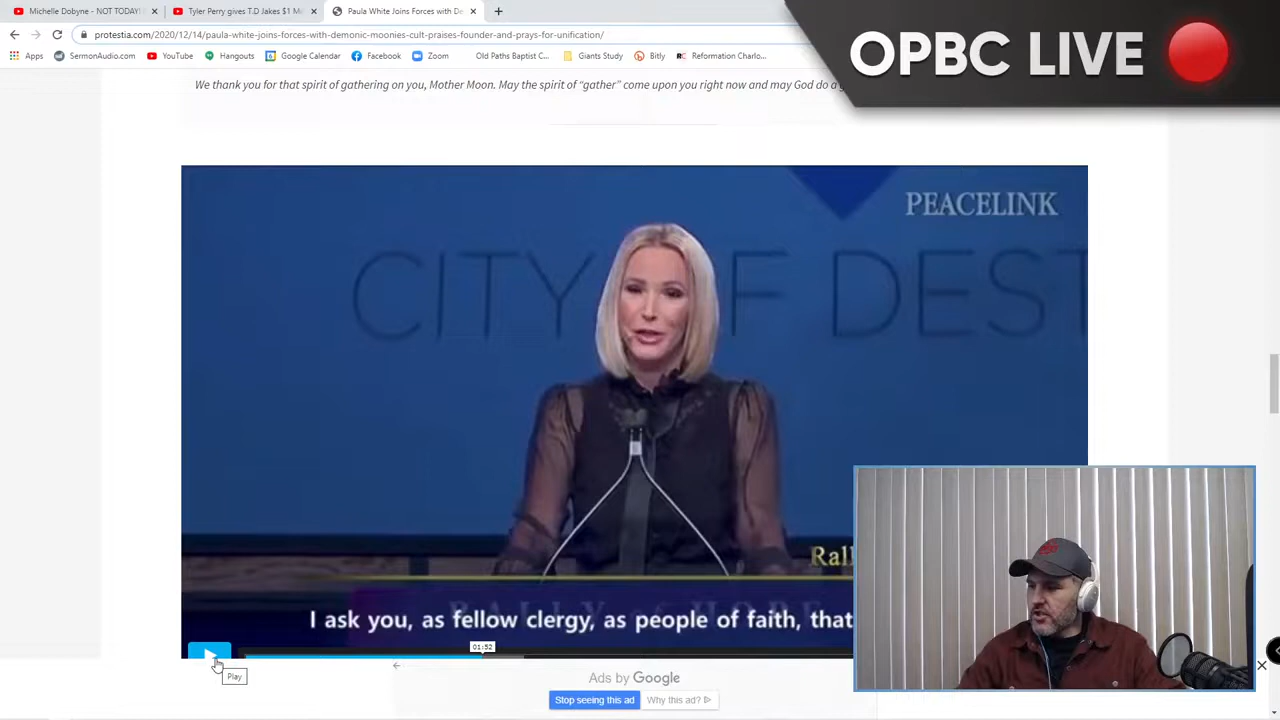 Michelle Dobyne - NOT TODAY!
Tyler Perry gives T.D Jakes $1 Mi
Paula White Joins Forces with De
protestia.com/2020/12/14/paula-white-joins-forces-with-demonic-moonies-cult-praises-founder-and-prays-for-unification/
Apps SermonAudio.com YouTube Hangouts Google Calendar Facebook Zoom Old Paths Baptist C... Giants Study Bitly Reformation Charlo...
OPBC LIVE
We thank you for that spirit of gathering on you, Mother Moon. May the spirit of “gather” come upon you right now and may God do a
PEACELINK
CITY OF DEST
Rall
I ask you, as fellow clergy, as people of faith, that
01:52
Play
Ads by Google
Stop seeing this ad Why this ad?